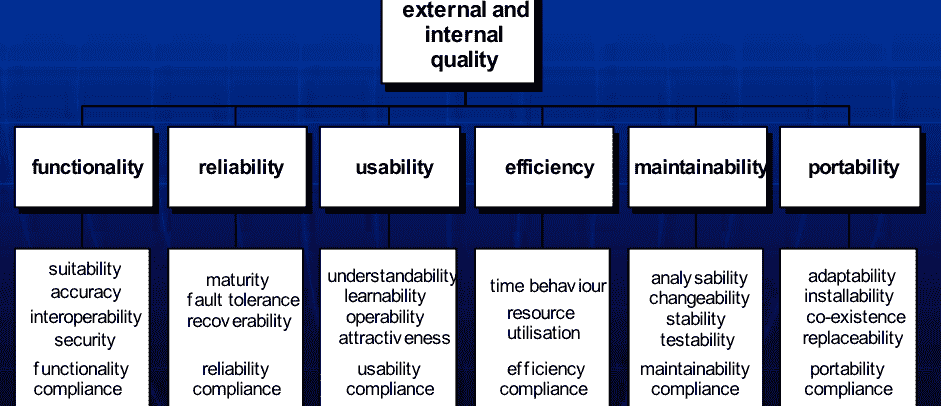 external and
internal
quality
functionality
reliability
usability
efficiency
maintainability
portability
suitability
accuracy
interoperability
security
functionality
compliance
maturity
fault tolerance
recoverability
reliability
compliance
understandability
learnability
operability
attractiveness
usability
compliance
time behaviour
resource
utilisation
efficiency
compliance
analysability
changeability
stability
testability
maintainability
compliance
adaptability
installability
co-existence
replaceability
portability
compliance